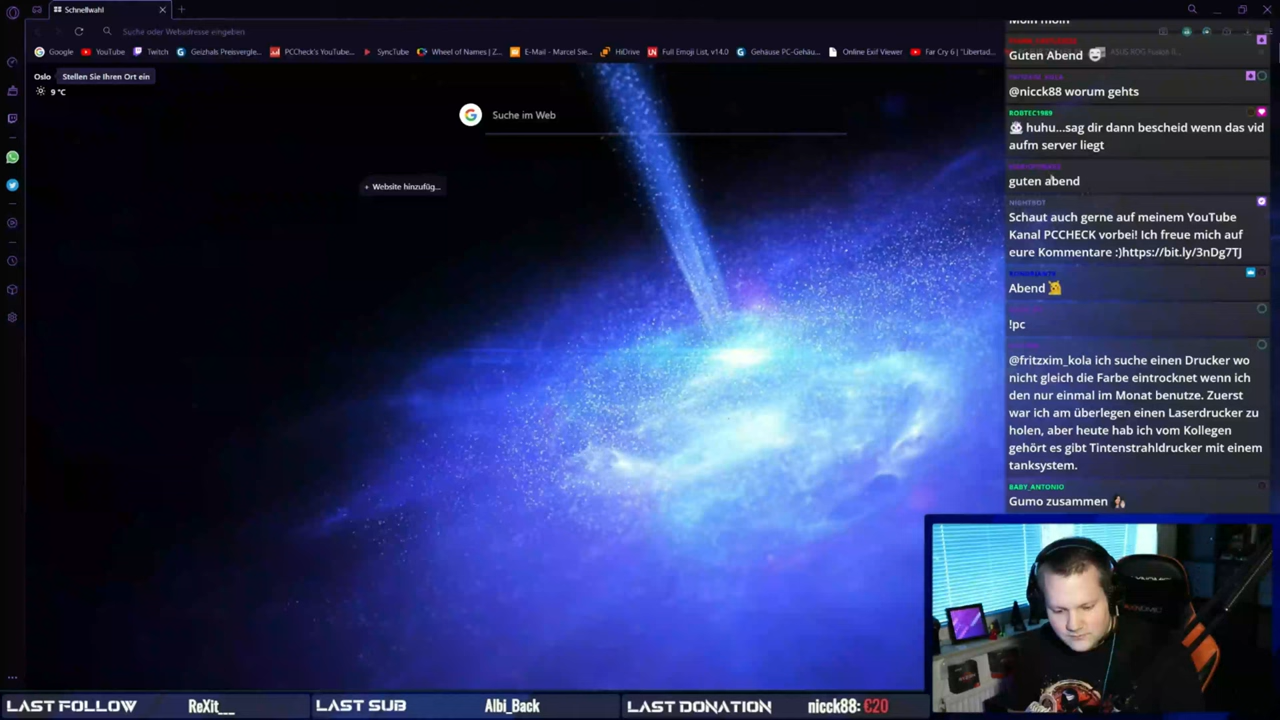 Schnellwahl
Suche oder Webadresse eingeben
Google YouTube Twitch Geizhals Preisvergle... PCCheck's YouTube... SyncTube Wheel of Names | Z... E-Mail – Marcel Sie... HiDrive Full Emoji List, v14.0 Gehäuse PC-Gehäu... Online Exif Viewer Far Cry 6 | "Libertad...
Oslo Stellen Sie Ihren Ort ein
9 °C
Suche im Web
+ Website hinzufüg...
Moin moin
Guten Abend
@nicck88 worum gehts
ROBTEC1989
huhu...sag dir dann bescheid wenn das vid
aufm server liegt
guten abend
NIGHTBOT
Schaut auch gerne auf meinem YouTube
Kanal PCCHECK vorbei! Ich freue mich auf
eure Kommentare :)https://bit.ly/3nDg7TJ
Abend
!pc
@fritzxim_kola ich suche einen Drucker wo
nicht gleich die Farbe eintrocknet wenn ich
den nur einmal im Monat benutze. Zuerst
war ich am überlegen einen Laserdrucker zu
holen, aber heute hab ich vom Kollegen
gehört es gibt Tintenstrahldrucker mit einem
tanksystem.
BABY_ANTONIO
Gumo zusammen
LAST FOLLOW ReXit___ LAST SUB Albi_Back LAST DONATION nicck88: €20